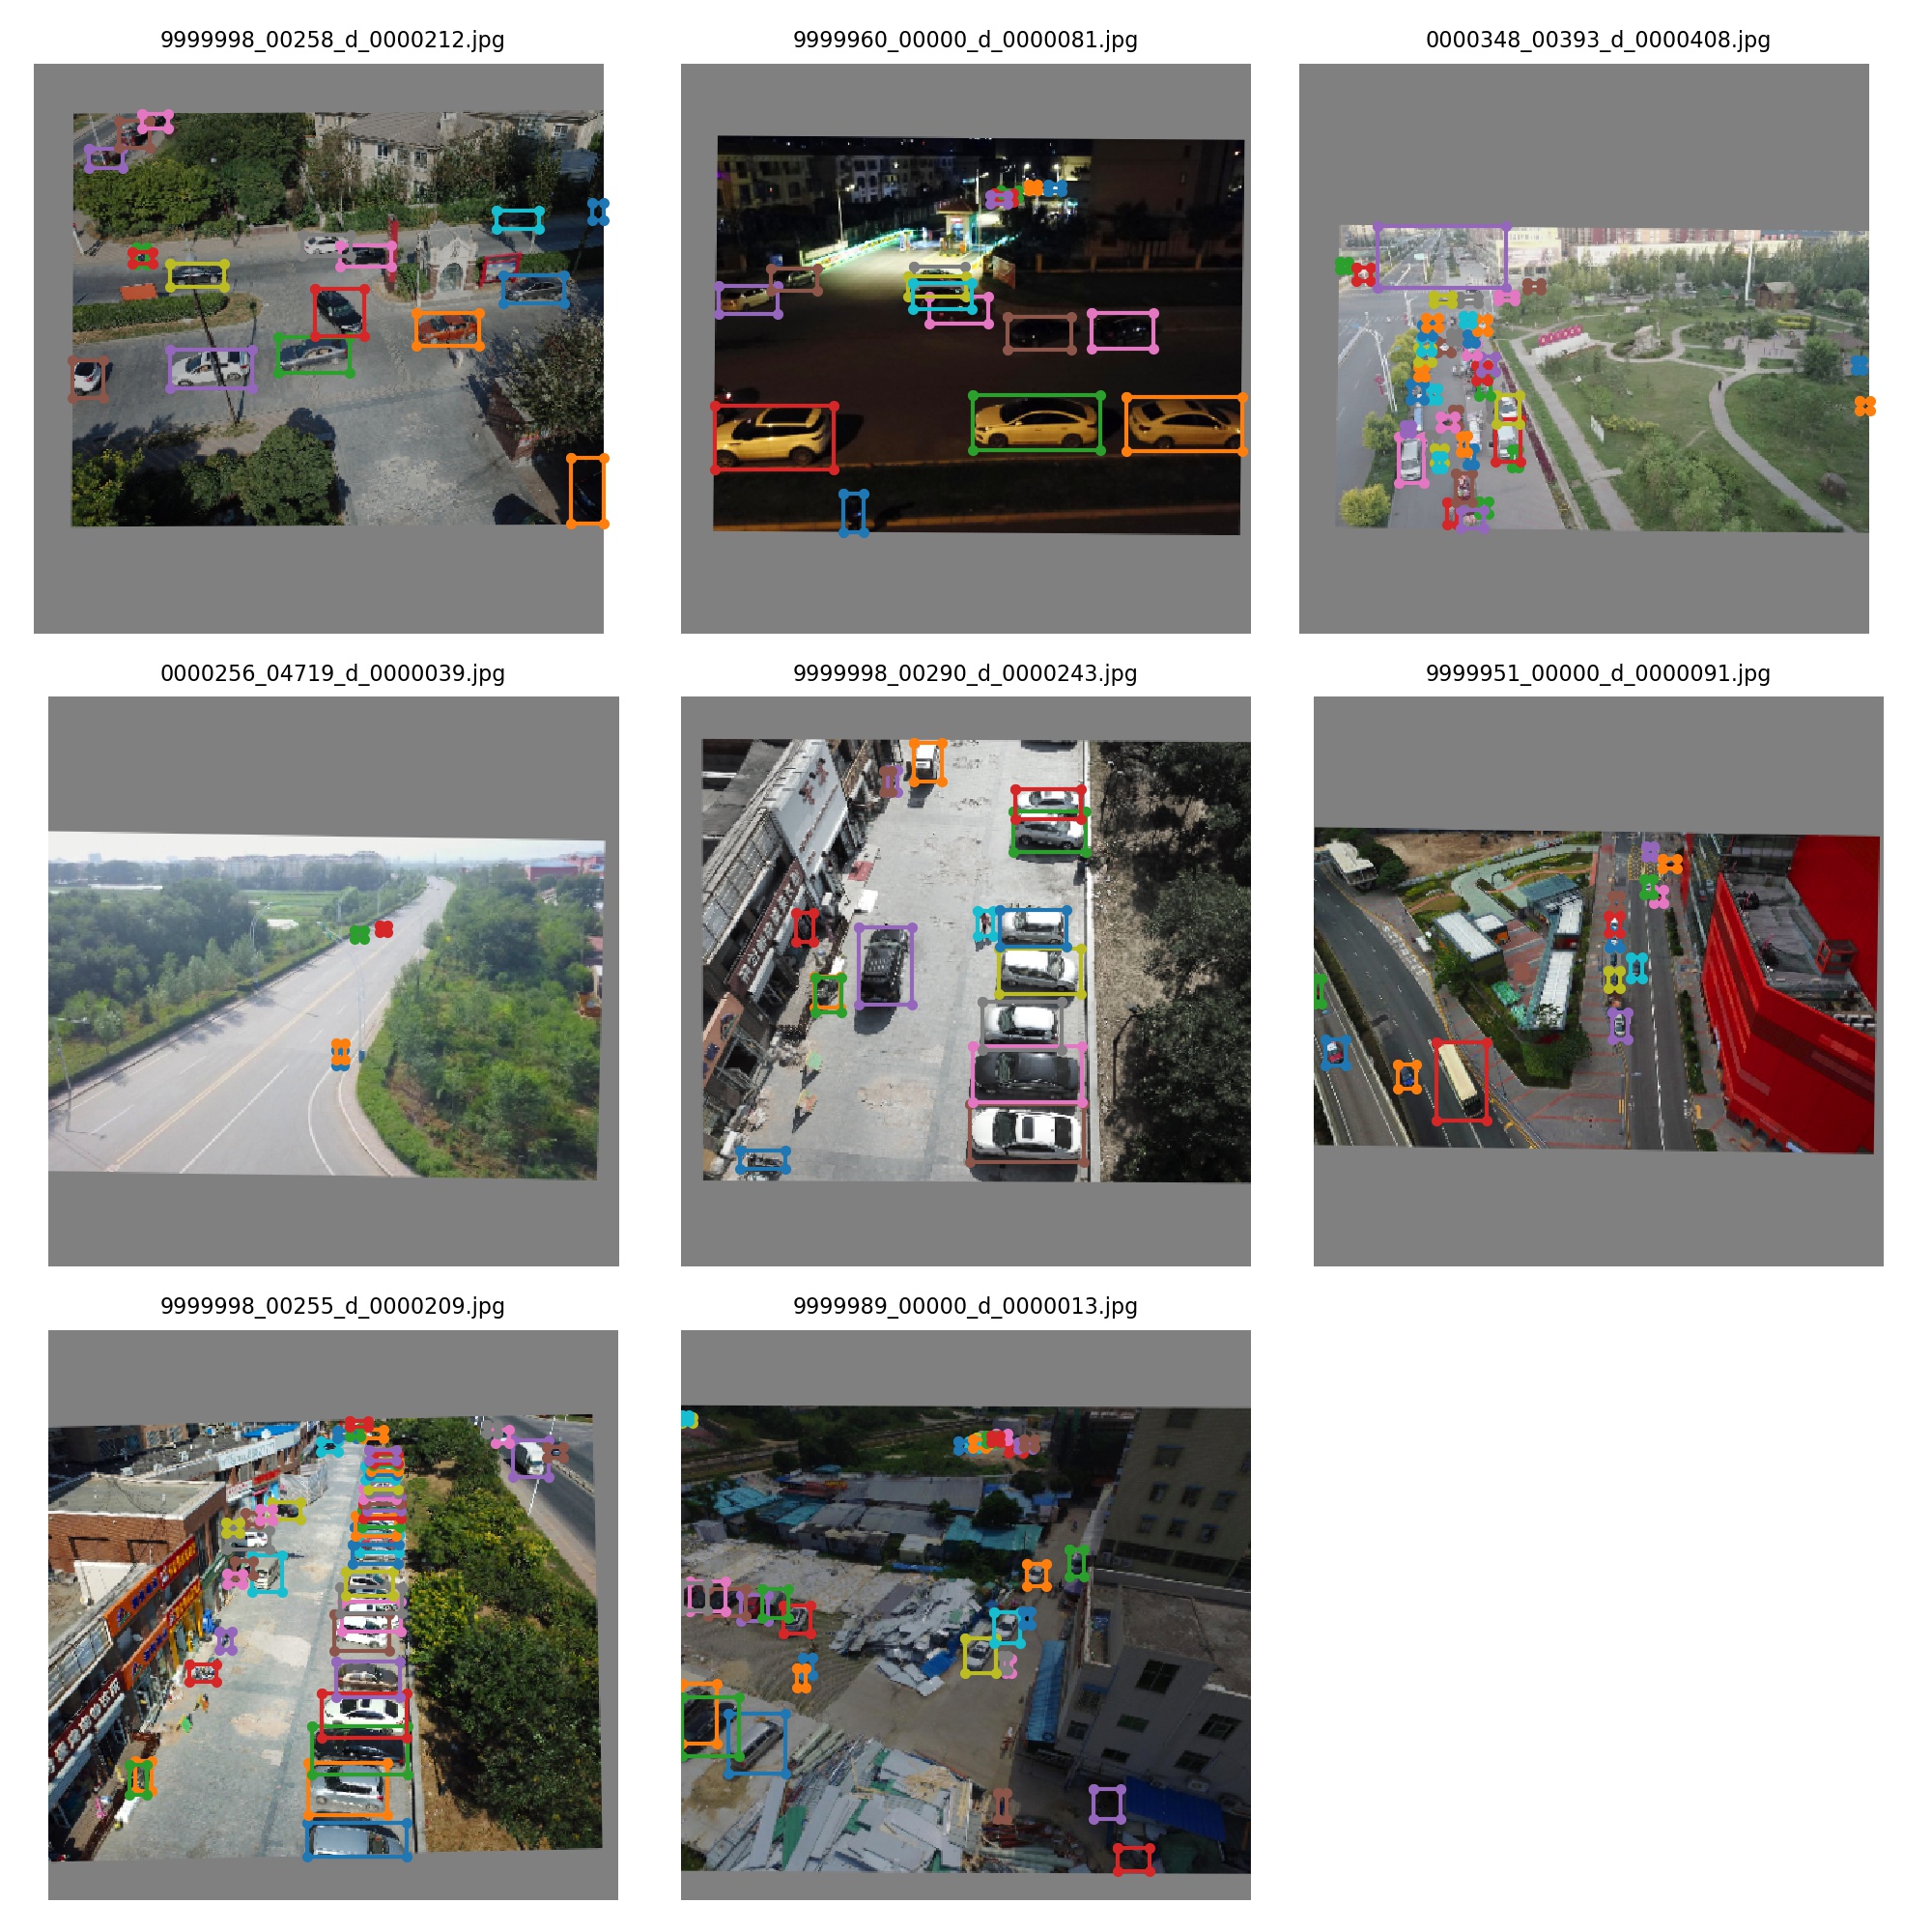 9999998_00258_d_0000212.jpg
9999960_00000_d_0000081.jpg
0000348_00393_d_0000408.jpg
0000256_04719_d_0000039.jpg
9999998_00290_d_0000243.jpg
9999951_00000_d_0000091.jpg
9999998_00255_d_0000209.jpg
9999989_00000_d_0000013.jpg